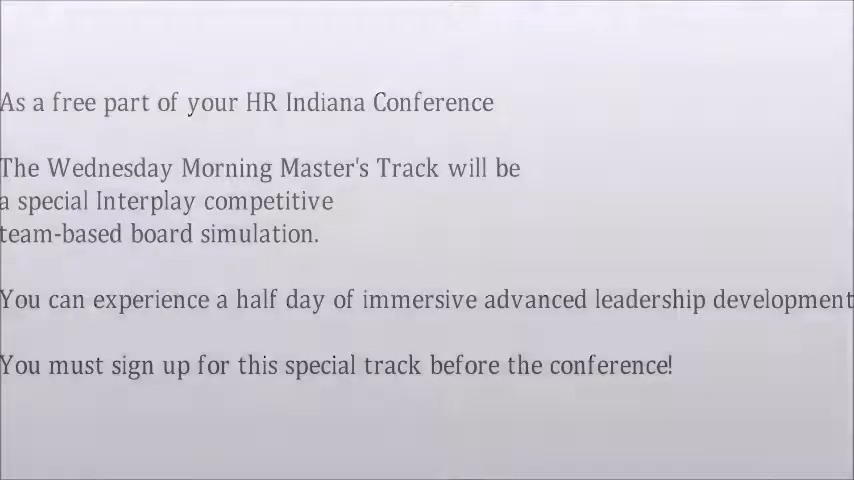 As a free part of your HR Indiana Conference
The Wednesday Morning Master's Track will be
a special Interplay competitive
team-based board simulation.
You can experience a half day of immersive advanced leadership development
You must sign up for this special track before the conference!